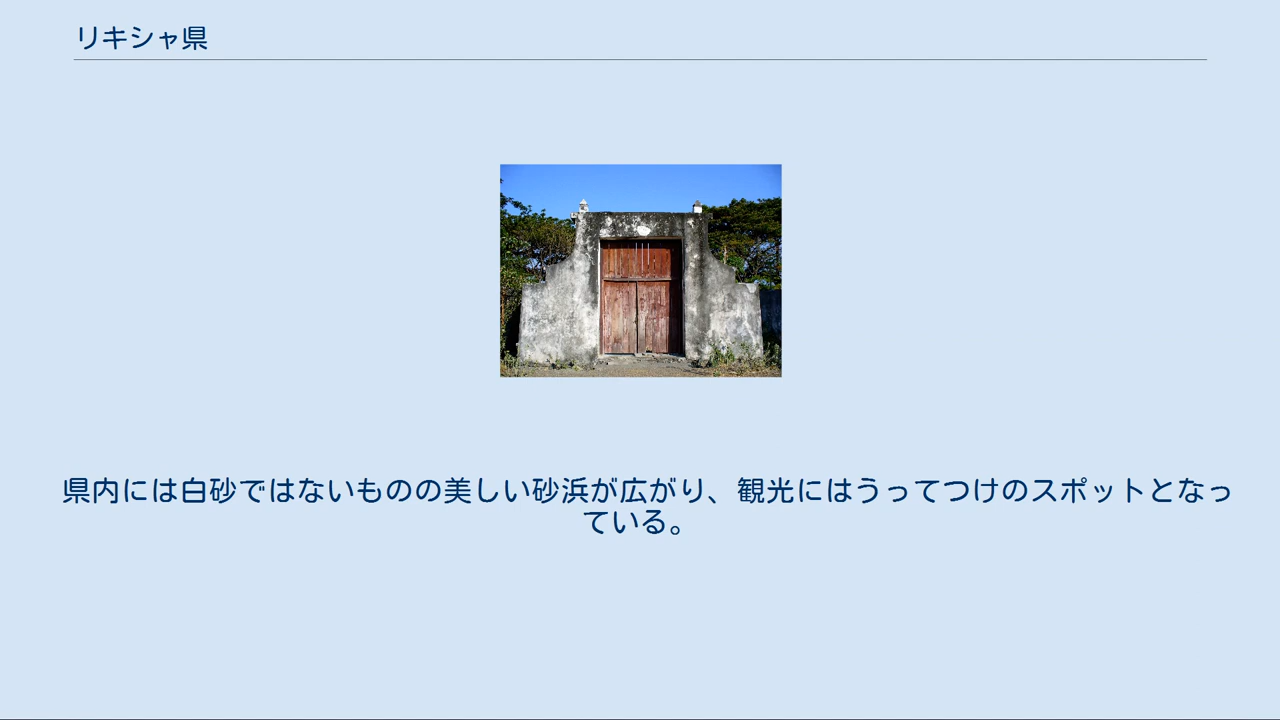 リキシャ県
県内には白砂ではないものの美しい砂浜が広がり、観光にはうってつけのスポットとなっ
ている。